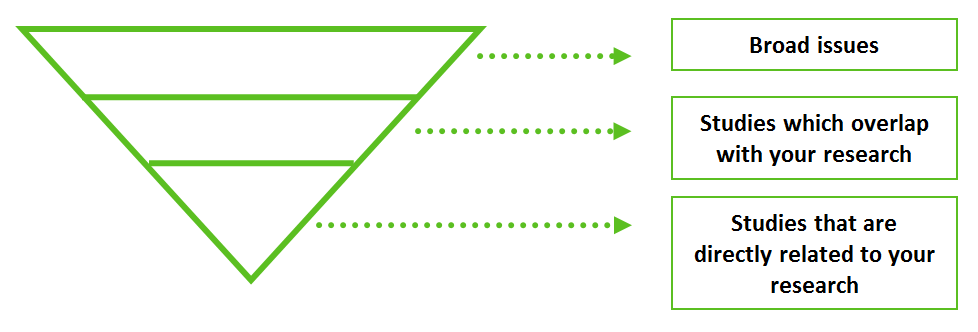 Broad issues
Studies which overlap
with your research
Studies that are
directly related to your
research